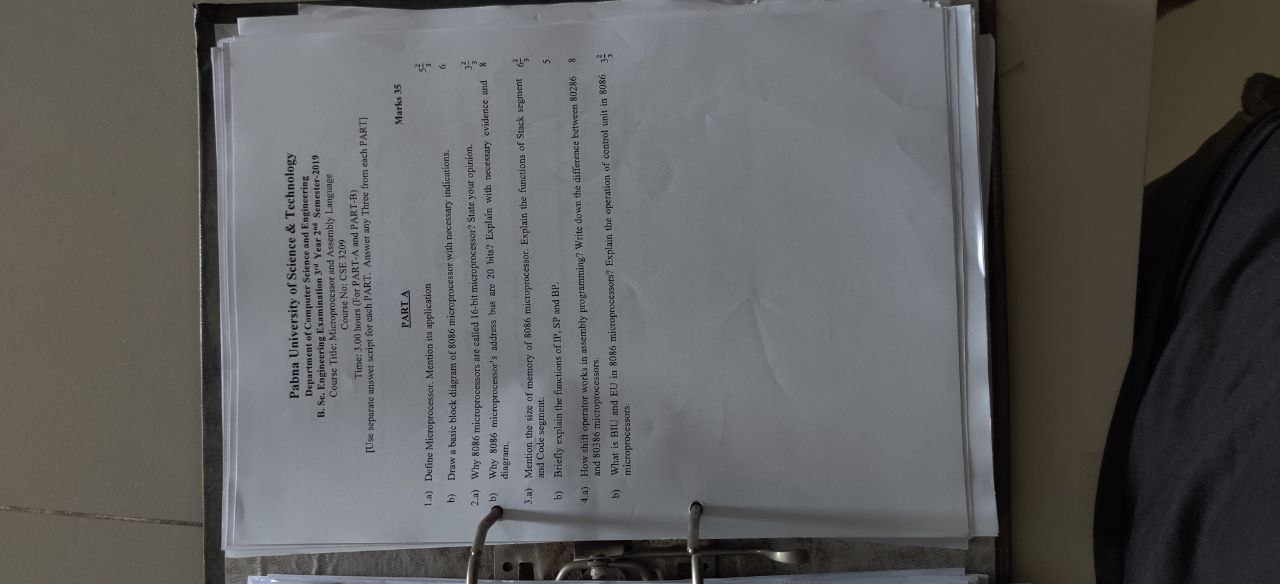 Pabna University of Science & Technology
Department of Computer Science and Engineering
B. Sc. Engineering Examination 3rd Year 2nd Semester-2019
Course Title: Microprocessor and Assembly Language
Course No: CSE 3209
Time: 3.00 hours (For PART-A and PART-B)
[Use separate answer script for each PART. Answer any Three from each PART]
PART A Marks 35
1.a) Define Microprocessor. Mention its application 5 2/3
b) Draw a basic block diagram of 8086 microprocessor with necessary indications. 6
2.a) Why 8086 microprocessors are called 16-bit microprocessor? State your opinion. 3 2/3
b) Why 8086 microprocessor's address bus are 20 bits? Explain with necessary evidence and 8
diagram.
3.a) Mention the size of memory of 8086 microprocessor. Explain the functions of Stack segment 6 2/3
and Code segment.
b) Briefly explain the functions of IP, SP and BP. 5
4.a) How shift operator works in assembly programming? Write down the difference between 80286 8
and 80386 microprocessors.
b) What is BIU and EU in 8086 microprocessors? Explain the operation of control unit in 8086 3 2/3
microprocessors.